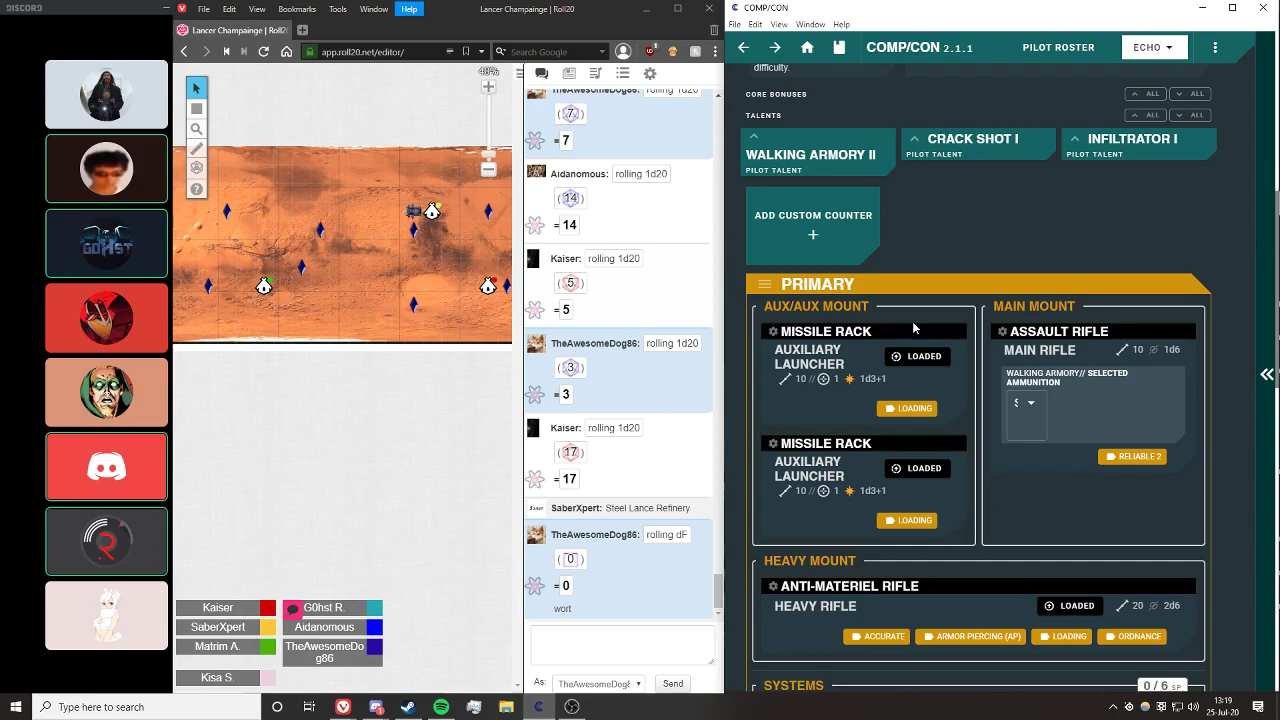 DISCORD
File Edit View Bookmarks Tools Window Help
Lancer Champainge | Roll20
app.roll20.net/editor/
Search Google
TheAwesomeDog86: rolling 1d20
(7)
= 7
Aidanomous: rolling 1d20
(14)
= 14
Kaiser: rolling 1d20
(5)
= 5
TheAwesomeDog86: rolling 1d20
(3)
= 3
Kaiser: rolling 1d20
(17)
= 17
SaberXpert: Steel Lance Refinery
TheAwesomeDog86: rolling dF
(0)
= 0
wort
As: TheAwesomeDog8
Send
GOHST
Kaiser
G0hst R.
SaberXpert
Aidanomous
Matrim A.
TheAwesomeDo
g86
Kisa S.
COMP/CON
File Edit View Window Help
COMP/CON 2.1.1
PILOT ROSTER
ECHO
difficulty.
CORE BONUSES
ALL ALL
TALENTS
ALL ALL
WALKING ARMORY II
PILOT TALENT
CRACK SHOT I
PILOT TALENT
INFILTRATOR I
PILOT TALENT
ADD CUSTOM COUNTER
+
PRIMARY
AUX/AUX MOUNT
MISSILE RACK
AUXILIARY
LAUNCHER
LOADED
10 // 1 1d3+1
LOADING
MISSILE RACK
AUXILIARY
LAUNCHER
LOADED
10 // 1 1d3+1
LOADING
MAIN MOUNT
ASSAULT RIFLE
MAIN RIFLE
10 1d6
WALKING ARMORY// SELECTED
AMMUNITION
RELIABLE 2
HEAVY MOUNT
ANTI-MATERIEL RIFLE
HEAVY RIFLE
LOADED
20 2d6
ACCURATE ARMOR-PIERCING (AP) LOADING ORDNANCE
SYSTEMS
0 / 6 SP
Type here to search
13:19
25-Jul-20